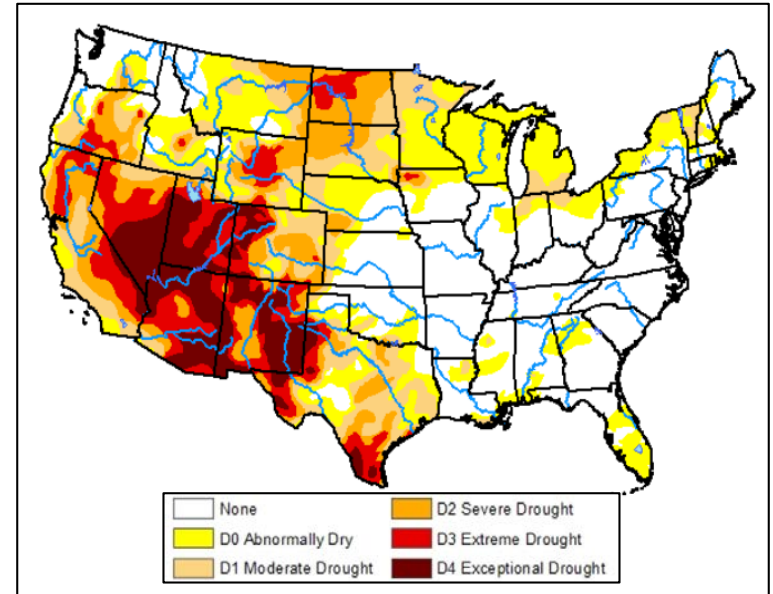 None
D0 Abnormally Dry
D1 Moderate Drought
D2 Severe Drought
D3 Extreme Drought
D4 Exceptional Drought